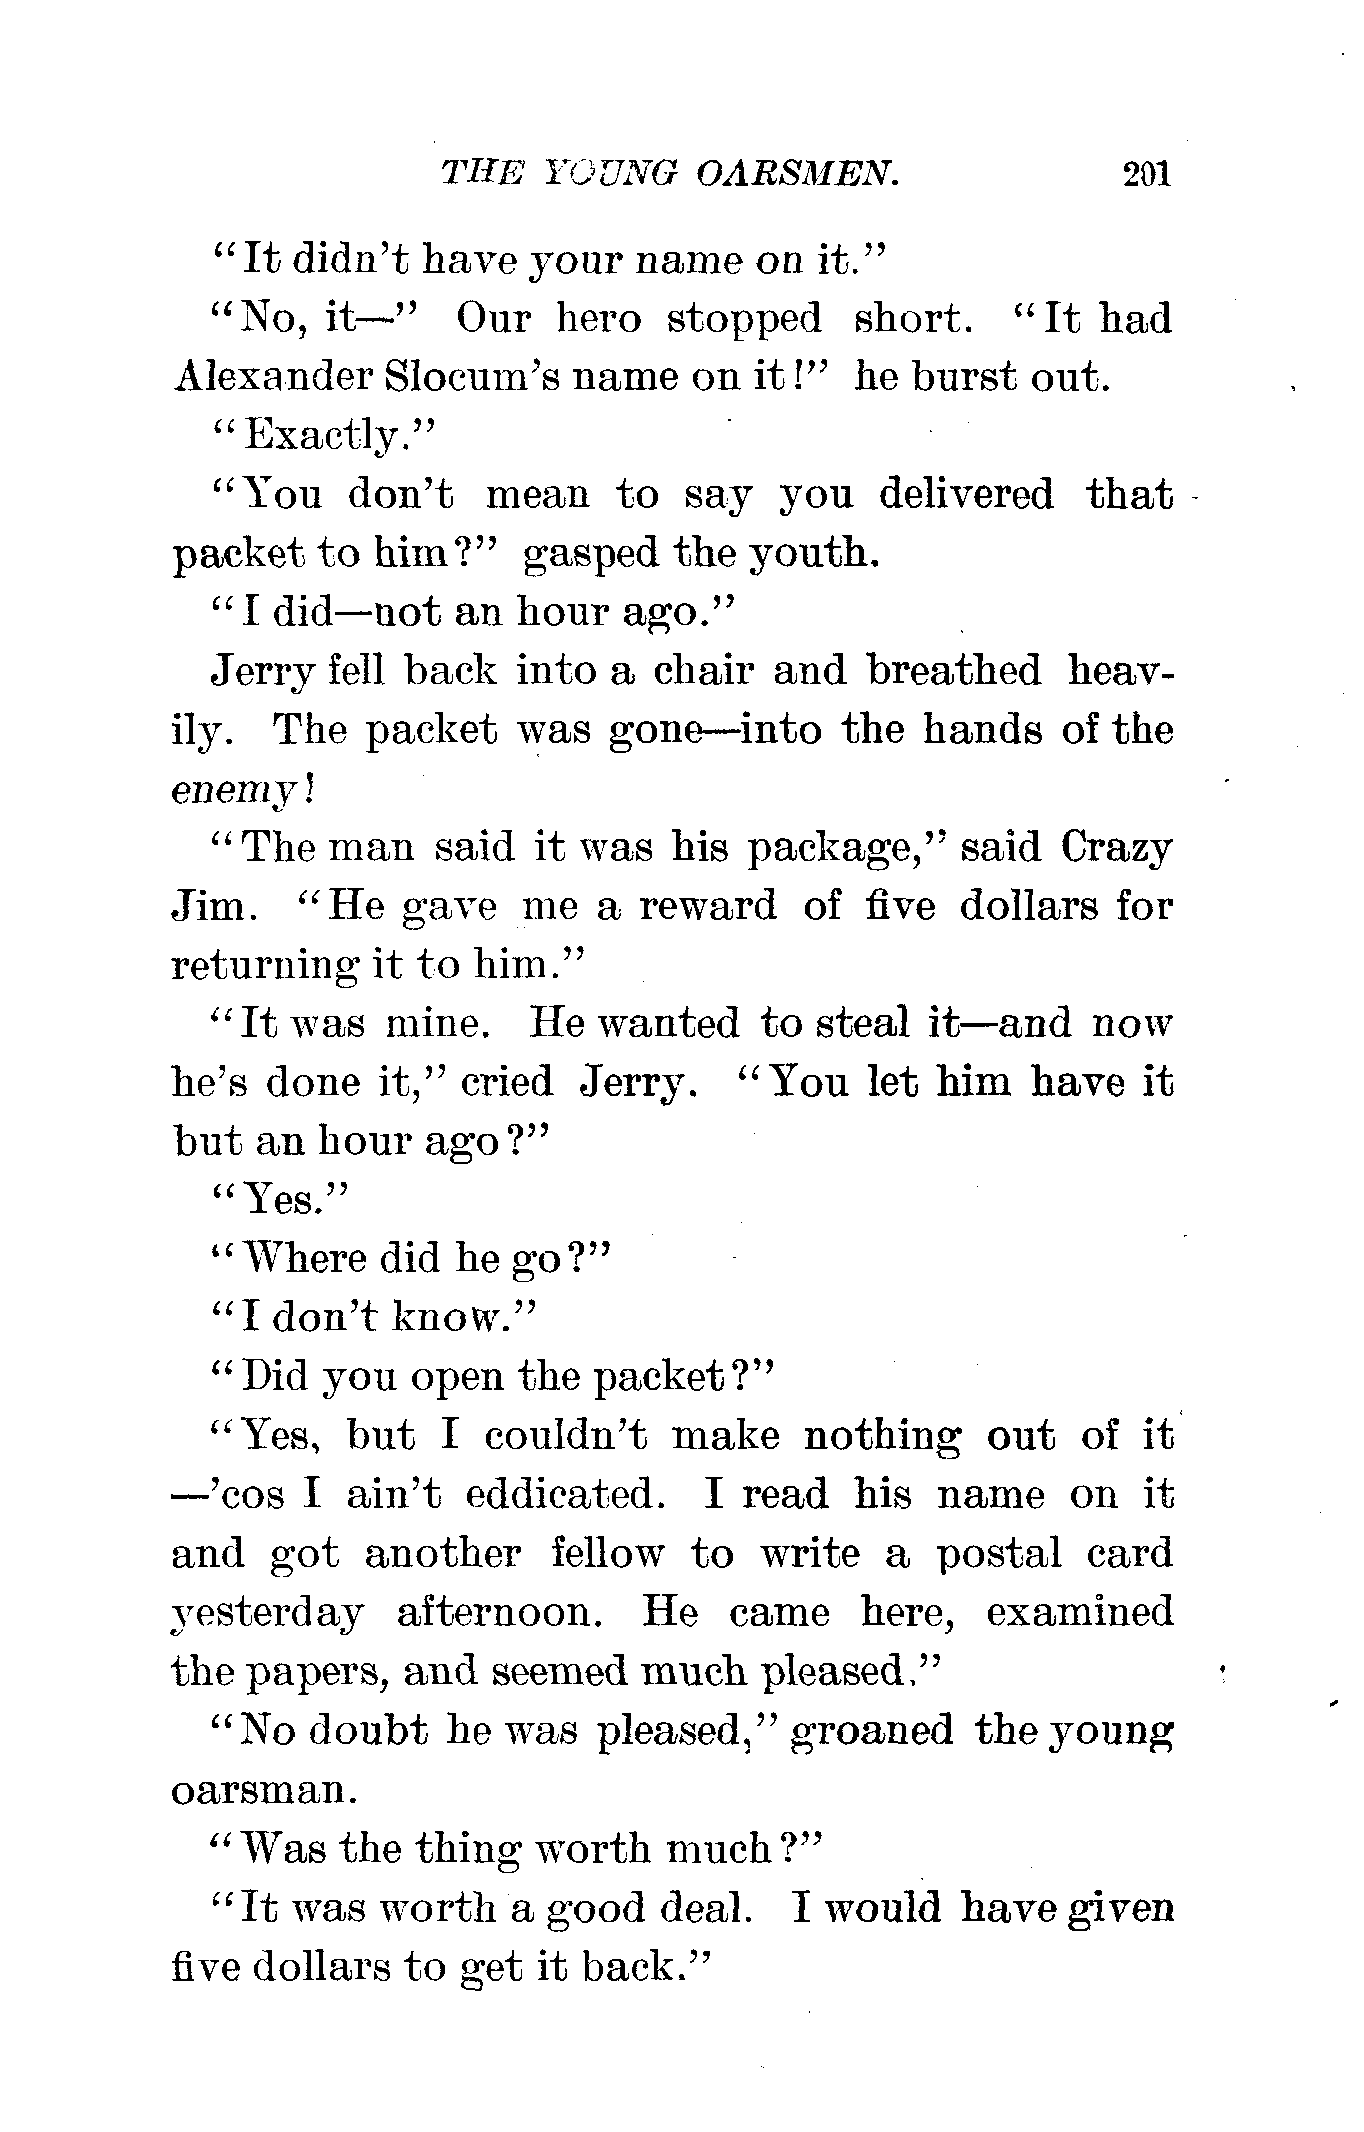 THE YOUNG OARSMEN. 201
“It didn’t have your name on it.”
“No, it—” Our hero stopped short. “It had
Alexander Slocum’s name on it!” he burst out.
“Exactly.”
“You don’t mean to say you delivered that
packet to him?” gasped the youth.
“I did—not an hour ago.”
Jerry fell back into a chair and breathed heav-
ily. The packet was gone—into the hands of the
enemy!
“The man said it was his package,” said Crazy
Jim. “He gave me a reward of five dollars for
returning it to him.”
“It was mine. He wanted to steal it—and now
he’s done it,” cried Jerry. “You let him have it
but an hour ago?”
“Yes.”
“Where did he go?”
“I don’t know.”
“Did you open the packet?”
“Yes, but I couldn’t make nothing out of it
—’cos I ain’t eddicated. I read his name on it
and got another fellow to write a postal card
yesterday afternoon. He came here, examined
the papers, and seemed much pleased.”
“No doubt he was pleased,” groaned the young
oarsman.
“Was the thing worth much?”
“It was worth a good deal. I would have given
five dollars to get it back.”